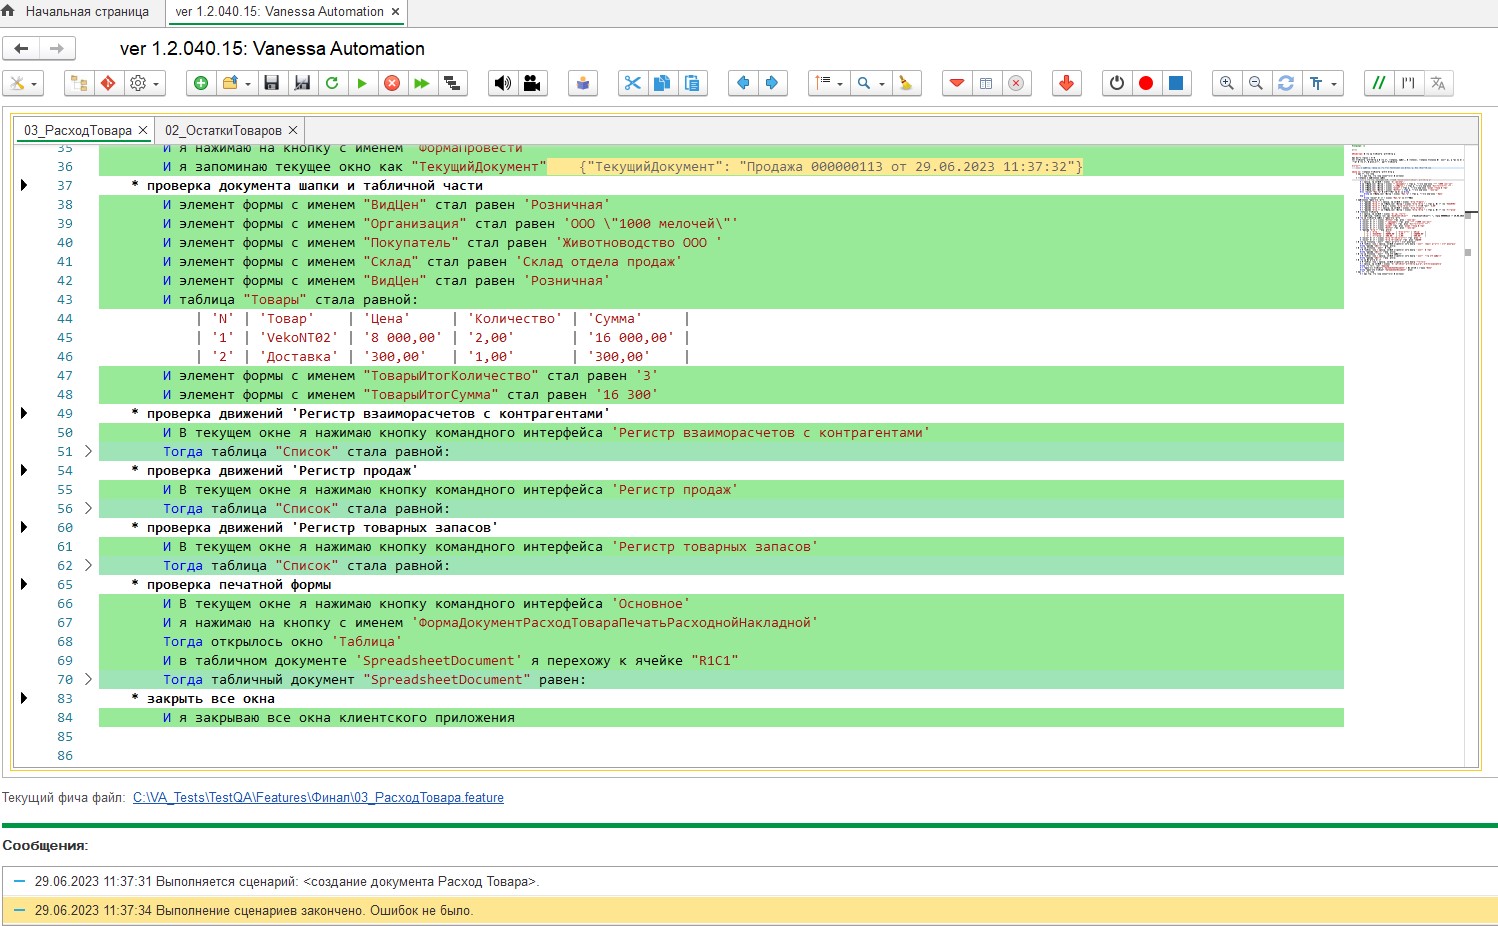 Начальная страница
ver 1.2.040.15: Vanessa Automation ×
ver 1.2.040.15: Vanessa Automation
03_РасходТовара ×
02_ОстаткиТоваров ×
35 И я нажимаю на кнопку с именем "ФормаПровести"
36 И я запоминаю текущее окно как "ТекущийДокумент" {"ТекущийДокумент": "Продажа 000000113 от 29.06.2023 11:37:32"}
37 * проверка документа шапки и табличной части
38 И элемент формы с именем "ВидЦен" стал равен 'Розничная'
39 И элемент формы с именем "Организация" стал равен 'ООО \"1000 мелочей\"'
40 И элемент формы с именем "Покупатель" стал равен 'Животноводство ООО '
41 И элемент формы с именем "Склад" стал равен 'Склад отдела продаж'
42 И элемент формы с именем "ВидЦен" стал равен 'Розничная'
43 И таблица "Товары" стала равной:
44 | 'N' | 'Товар' | 'Цена' | 'Количество' | 'Сумма' |
45 | '1' | 'VekoNT02' | '8 000,00' | '2,00' | '16 000,00' |
46 | '2' | 'Доставка' | '300,00' | '1,00' | '300,00' |
47 И элемент формы с именем "ТоварыИтогКоличество" стал равен '3'
48 И элемент формы с именем "ТоварыИтогСумма" стал равен '16 300'
49 * проверка движений 'Регистр взаиморасчетов с контрагентами'
50 И В текущем окне я нажимаю кнопку командного интерфейса 'Регистр взаиморасчетов с контрагентами'
51 Тогда таблица "Список" стала равной:
54 * проверка движений 'Регистр продаж'
55 И В текущем окне я нажимаю кнопку командного интерфейса 'Регистр продаж'
56 Тогда таблица "Список" стала равной:
60 * проверка движений 'Регистр товарных запасов'
61 И В текущем окне я нажимаю кнопку командного интерфейса 'Регистр товарных запасов'
62 Тогда таблица "Список" стала равной:
65 * проверка печатной формы
66 И В текущем окне я нажимаю кнопку командного интерфейса 'Основное'
67 И я нажимаю на кнопку с именем 'ФормаДокументРасходТовараПечатьРасходнойНакладной'
68 Тогда открылось окно 'Таблица'
69 И в табличном документе 'SpreadsheetDocument' я перехожу к ячейке "R1C1"
70 Тогда табличный документ "SpreadsheetDocument" равен:
83 * закрыть все окна
84 И я закрываю все окна клиентского приложения
85
86
Текущий фича файл: C:\VA_Tests\TestQA\Features\Финал\03_РасходТовара.feature
Сообщения:
29.06.2023 11:37:31 Выполняется сценарий: <создание документа Расход Товара>.
29.06.2023 11:37:34 Выполнение сценариев закончено. Ошибок не было.